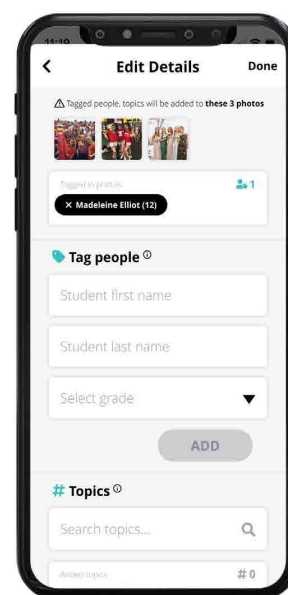 11:19
Edit Details
Done
Tagged people, topics will be added to these 3 photos
Tagged in photos
1
× Madeleine Elliot (12)
Tag people
Student first name
Student last name
Select grade
ADD
# Topics
Search topics...
Added topics
# 0